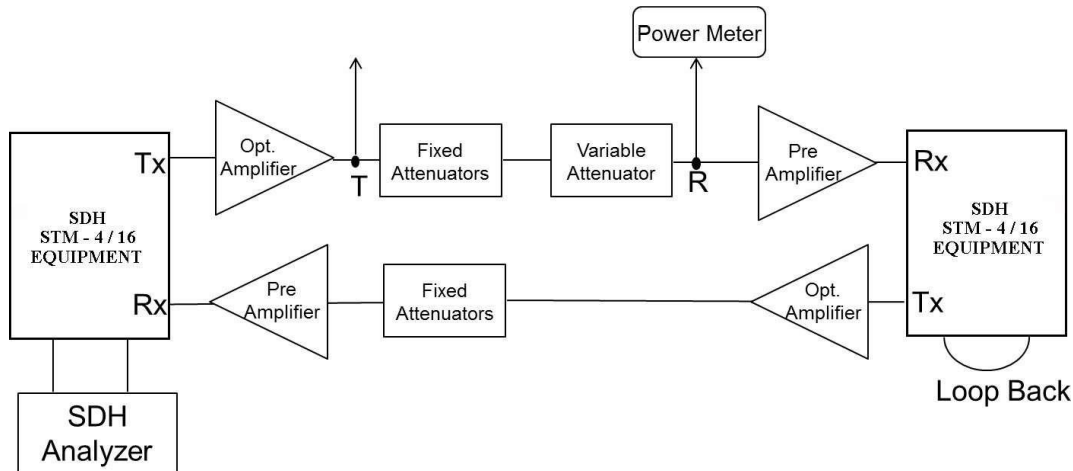 Power Meter
Tx
Opt.
Amplifier
T
Fixed
Attenuators
Variable
Attenuator
R
Pre
Amplifier
Rx
SDH
STM - 4 / 16
EQUIPMENT
SDH
STM - 4 / 16
EQUIPMENT
Rx
Pre
Amplifier
Fixed
Attenuators
Opt.
Amplifier
Tx
Loop Back
SDH
Analyzer